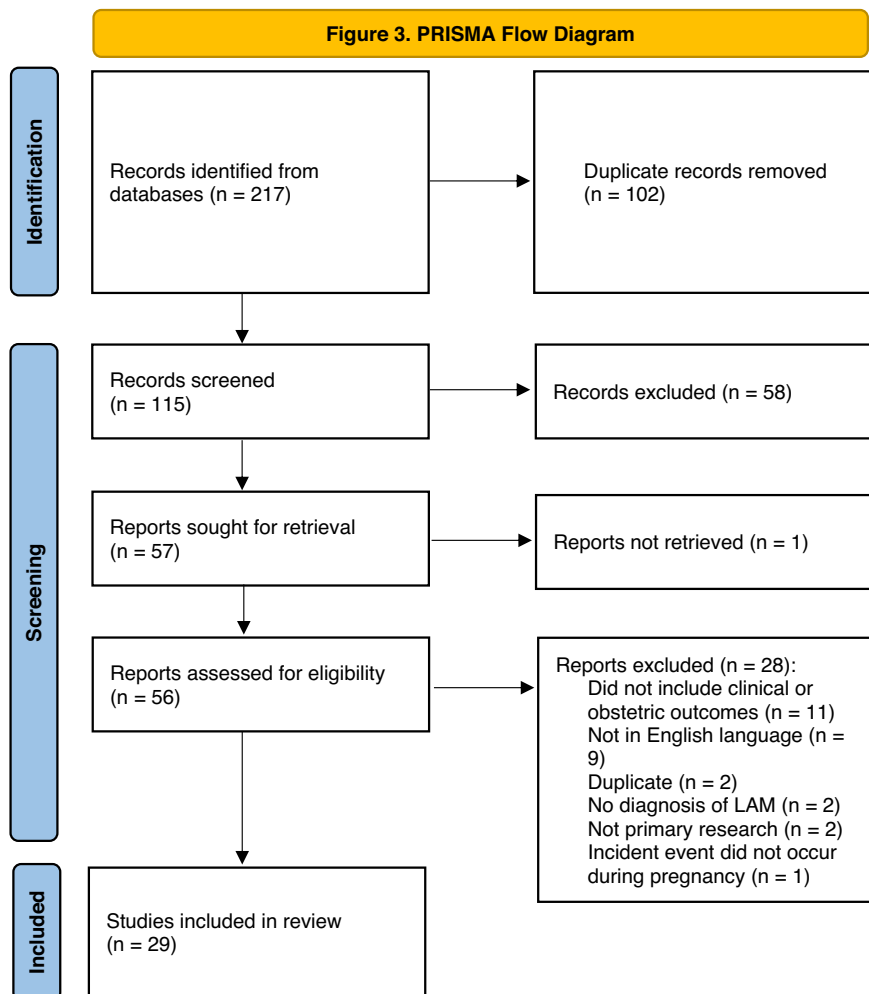 Figure 3. PRISMA Flow Diagram
Identification
Records identified from
databases (n = 217)
Duplicate records removed
(n = 102)
Screening
Records screened
(n = 115)
Records excluded (n = 58)
Reports sought for retrieval
(n = 57)
Reports not retrieved (n = 1)
Reports assessed for eligibility
(n = 56)
Reports excluded (n = 28):
Did not include clinical or
obstetric outcomes (n = 11)
Not in English language (n =
9)
Duplicate (n = 2)
No diagnosis of LAM (n = 2)
Not primary research (n = 2)
Incident event did not occur
during pregnancy (n = 1)
Included
Studies included in review
(n = 29)